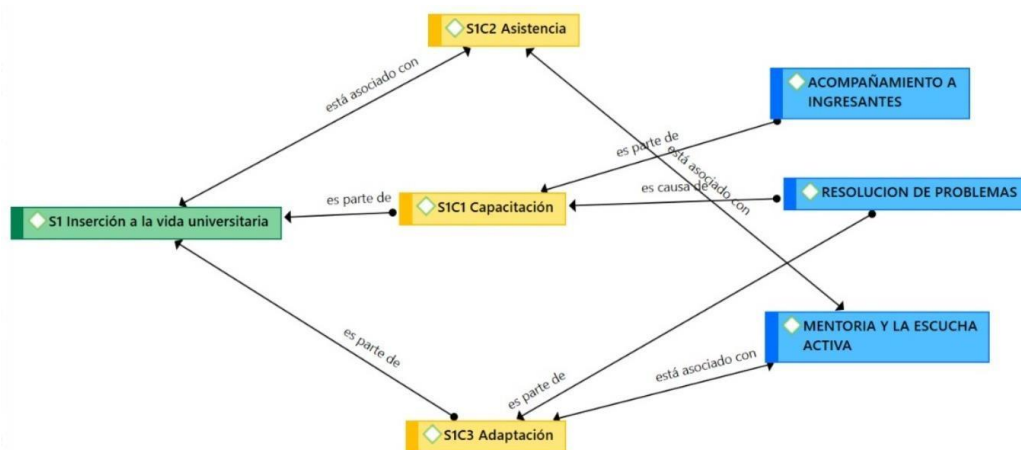 S1C2 Asistencia
está asociado con
ACOMPAÑAMIENTO A
INGRESANTES
es parte de
está asociado con
es parte de
es causa de
RESOLUCION DE PROBLEMAS
S1C1 Capacitación
S1 Inserción a la vida universitaria
MENTORIA Y LA ESCUCHA
ACTIVA
es parte de
está asociado con
es parte de
S1C3 Adaptación